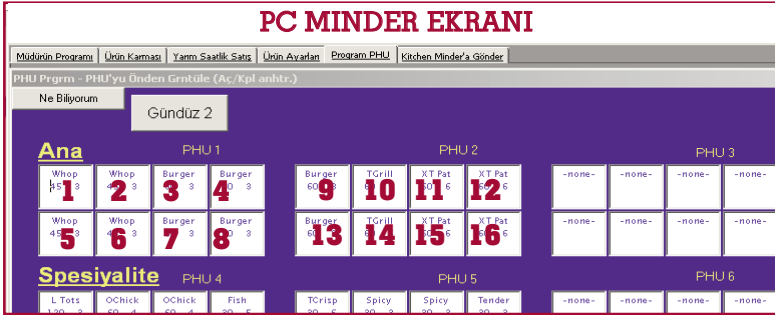 PC MINDER EKRANI
Müdürün Programı Ürün Karması Yarım Saatlik Satış Ürün Ayarları Program PHU Kitchen Minder'a Gönder
PHU Prgrm - PHU'yu Önden Grntüle (Aç/Kpl anhtr.)
Ne Biliyorum
Gündüz 2
Ana PHU 1 PHU 2 PHU 3
Whop Whop Burger Burger Burger TGrill XT Pat XT Pat -none- -none- -none- -none-
1 2 3 4 9 10 11 12
Whop Whop Burger Burger Burger TGrill XT Pat XT Pat -none- -none- -none- -none-
5 6 7 8 13 14 15 16
Spesiyalite PHU 4 PHU 5 PHU 6
L Tots OChick OChick Fish TCrisp Spicy Spicy Tender -none- -none- -none- -none-